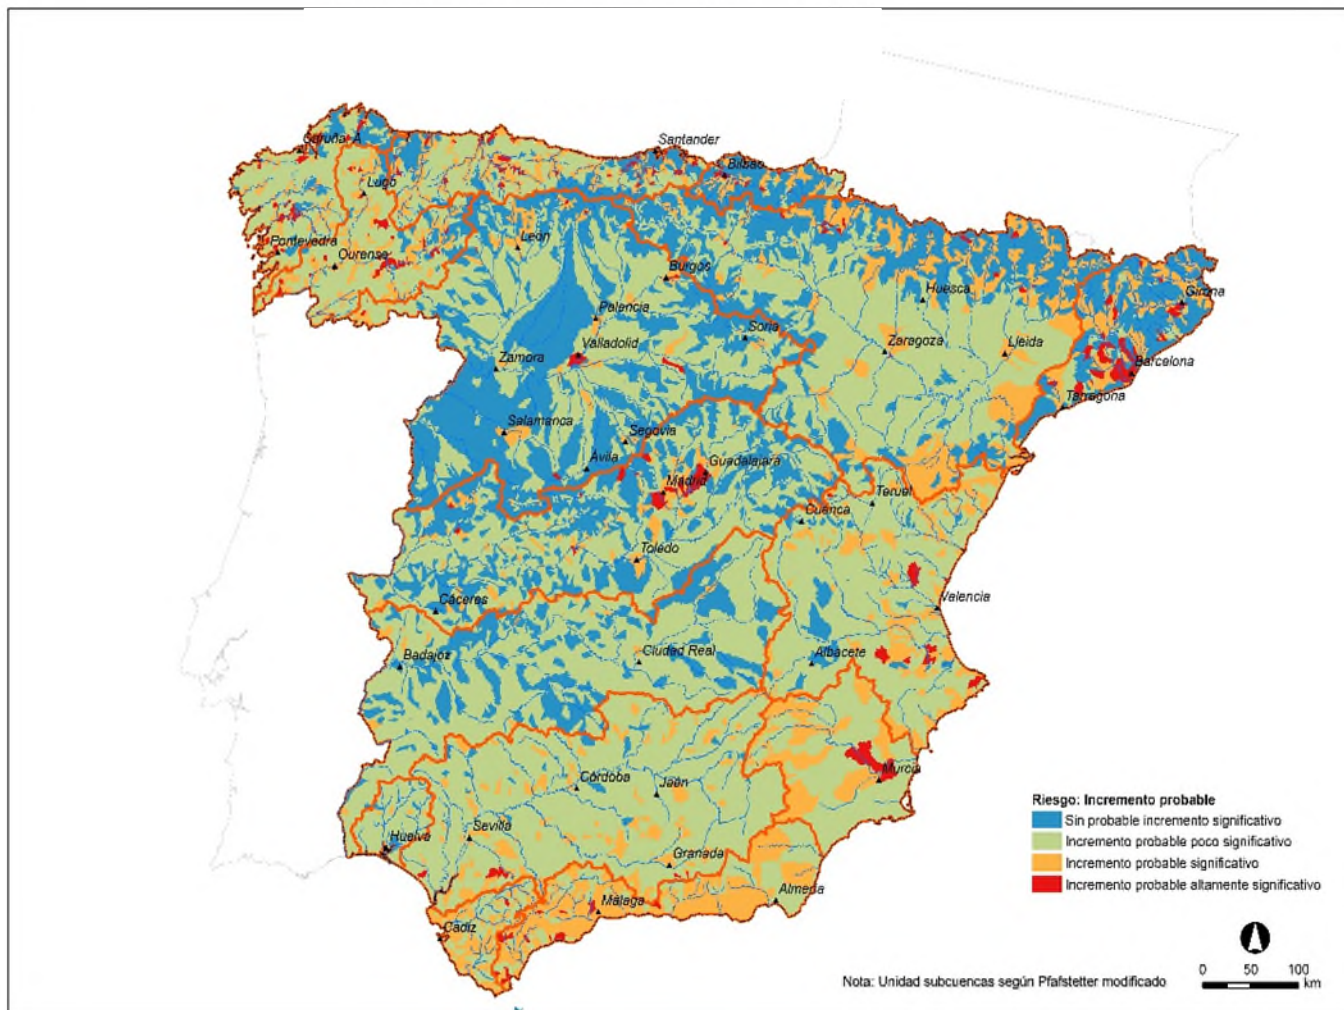 Coruña A
Santander
Bilbao
Lugo
Pontevedra
Ourense
León
Burgos
Huesca
Girona
Palencia
Soria
Zaragoza
Lleida
Valladolid
Zamora
Barcelona
Tarragona
Salamanca
Segovia
Ávila
Guadalajara
Madrid
Teruel
Cuenca
Toledo
Cáceres
Valencia
Badajoz
Ciudad Real
Albacete
Murcia
Córdoba
Jaén
Huelva
Sevilla
Granada
Almería
Málaga
Cádiz
Riesgo: Incremento probable
Sin probable incremento significativo
Incremento probable poco significativo
Incremento probable significativo
Incremento probable altamente significativo
Nota: Unidad subcuencas según Pfafstetter modificado
0 50 100
km